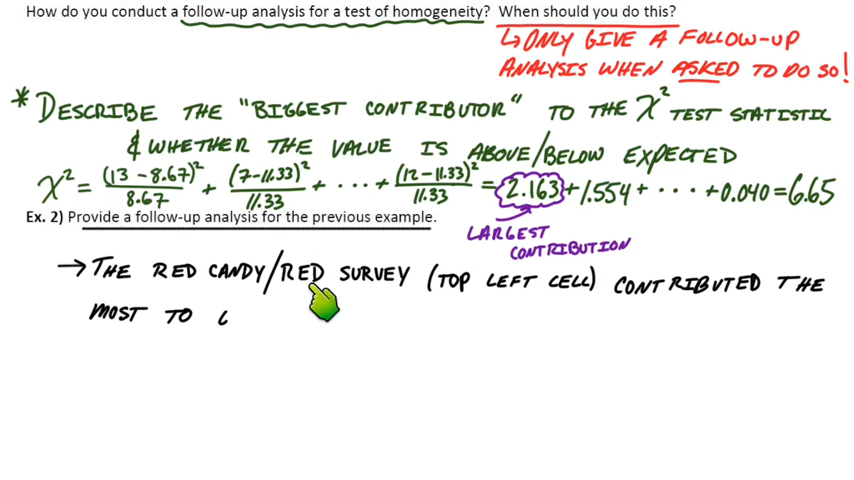 How do you conduct a follow-up analysis for a test of homogeneity? When should you do this?
↳ ONLY GIVE A FOLLOW-UP
ANALYSIS WHEN ASKED TO DO SO!
* DESCRIBE THE "BIGGEST CONTRIBUTOR" TO THE χ² TEST STATISTIC
& WHETHER THE VALUE IS ABOVE/BELOW EXPECTED
χ² = (13 - 8.67)²/8.67 + (7 - 11.33)²/11.33 + ··· + (12 - 11.33)²/11.33 = 2.163 + 1.554 + ··· + 0.040 = 6.65
Ex. 2) Provide a follow-up analysis for the previous example.
LARGEST
CONTRIBUTION
→ THE RED CANDY/RED SURVEY (TOP LEFT CELL) CONTRIBUTED THE
MOST TO